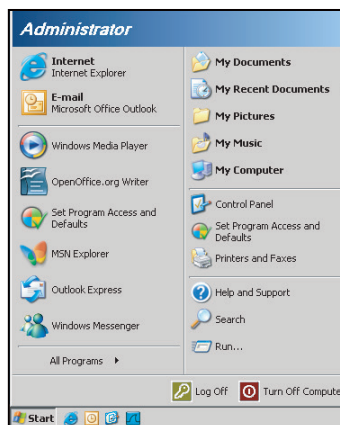 Administrator
Internet
Internet Explorer
E-mail
Microsoft Office Outlook
Windows Media Player
OpenOffice.org Writer
Set Program Access and
Defaults
MSN Explorer
Outlook Express
Windows Messenger
All Programs
My Documents
My Recent Documents
My Pictures
My Music
My Computer
Control Panel
Set Program Access and
Defaults
Printers and Faxes
Help and Support
Search
Run...
Log Off
Turn Off Compute
Start